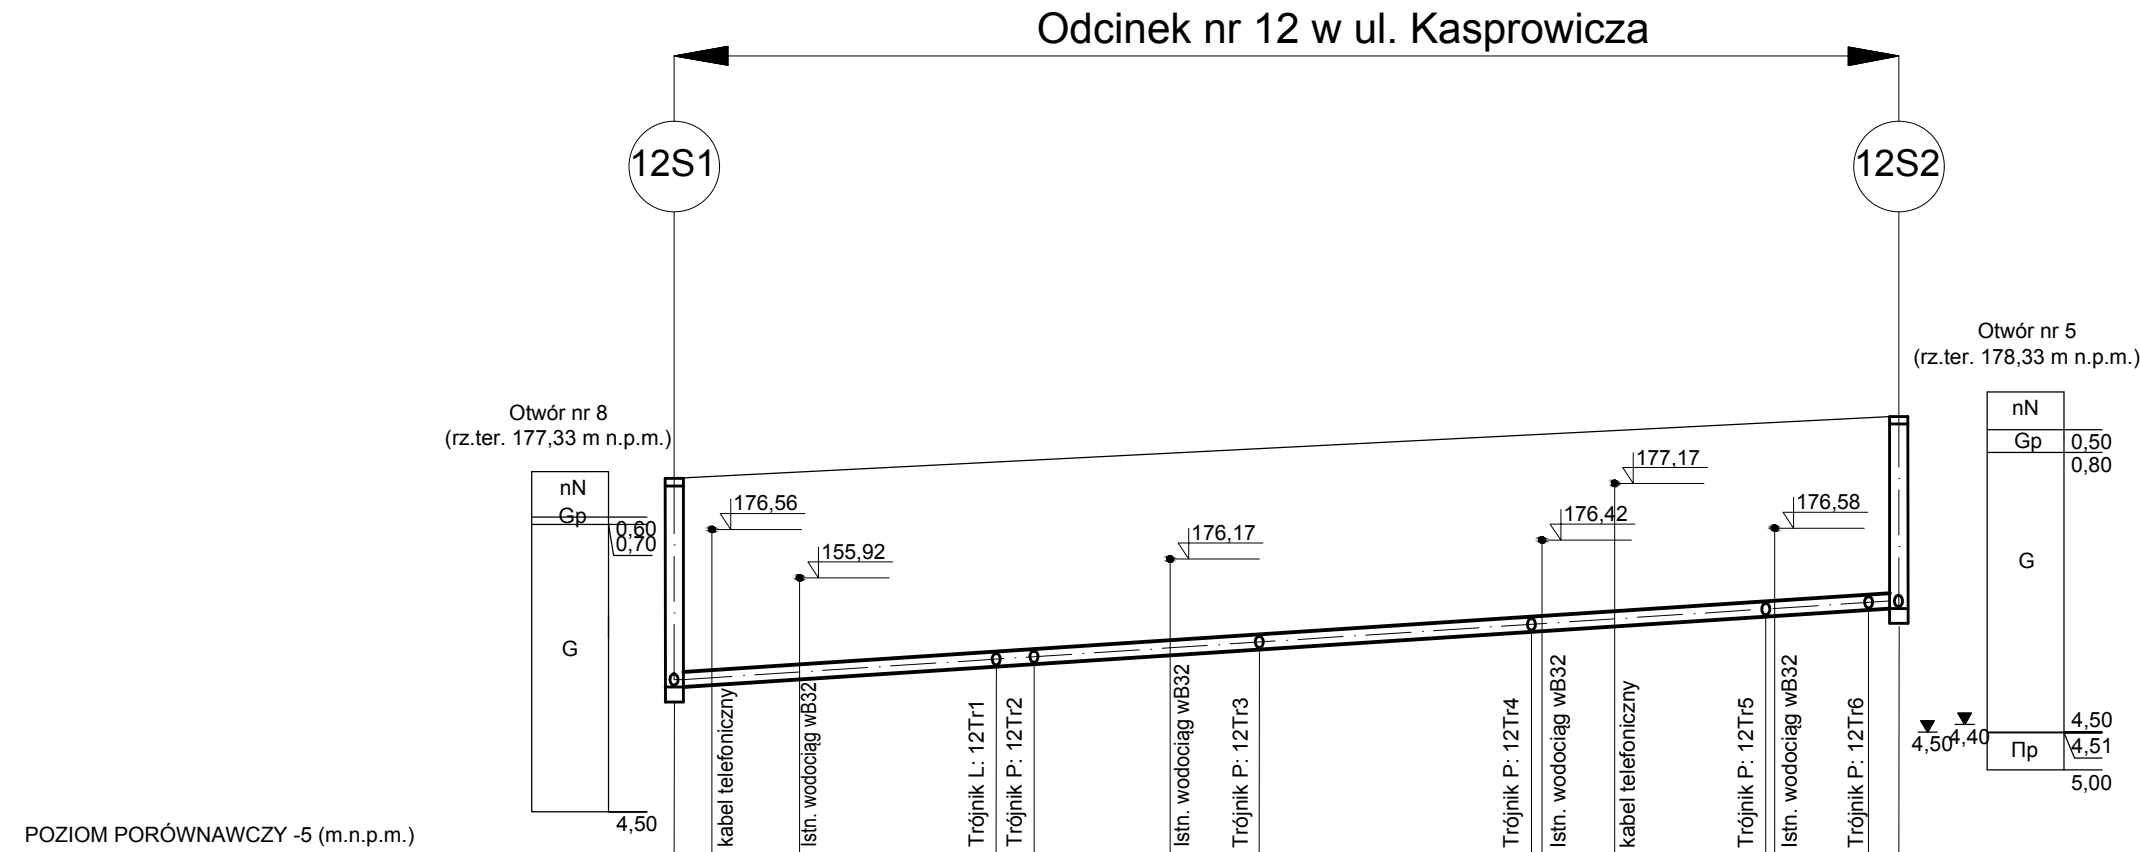 Odcinek nr 12 w ul. Kasprowicza
12S1
12S2
Otwór nr 5
(rz.ter. 178,33 m n.p.m.)
Otwór nr 8
(rz.ter. 177,33 m n.p.m.)
nN
Gp
0,50
0,80
G
4,50
4,51
Пp
5,00
4,50
4,40
nN
Gp
0,60
0,70
G
4,50
176,56
155,92
176,17
176,42
177,17
176,58
kabel telefoniczny
Istn. wodociąg wB32
Trójnik L: 12Tr1
Trójnik P: 12Tr2
Istn. wodociąg wB32
Trójnik P: 12Tr3
Trójnik P: 12Tr4
Istn. wodociąg wB32
kabel telefoniczny
Trójnik P: 12Tr5
Istn. wodociąg wB32
Trójnik P: 12Tr6
POZIOM PORÓWNAWCZY -5 (m.n.p.m.)